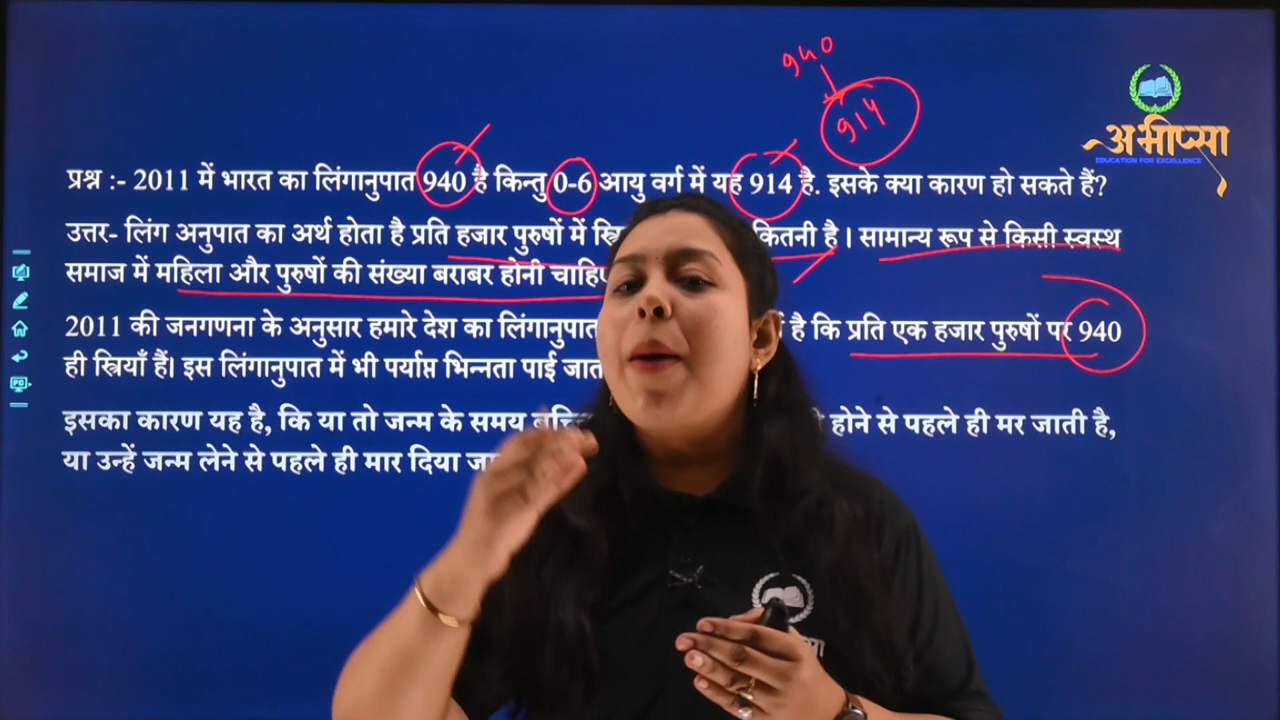 940
914
अभीप्सा
EDUCATION FOR EXCELLENCE
प्रश्न :- 2011 में भारत का लिंगानुपात 940 है किन्तु 0-6 आयु वर्ग में यह 914 है. इसके क्या कारण हो सकते हैं?
उत्तर- लिंग अनुपात का अर्थ होता है प्रति हजार पुरुषों में कितनी है। सामान्य रूप से किसी स्वस्थ
समाज में महिला और पुरुषों की संख्या बराबर होनी
2011 की जनगणना के अनुसार हमारे देश का लिंगानुपात है कि प्रति एक हजार पुरुषों पर 940
ही स्त्रियाँ हैं। इस लिंगानुपात में भी पर्याप्त भिन्नता पाई
इसका कारण यह है, कि या तो जन्म के समय होने से पहले ही मर जाती है,
या उन्हें जन्म लेने से पहले ही मार दिया
PC